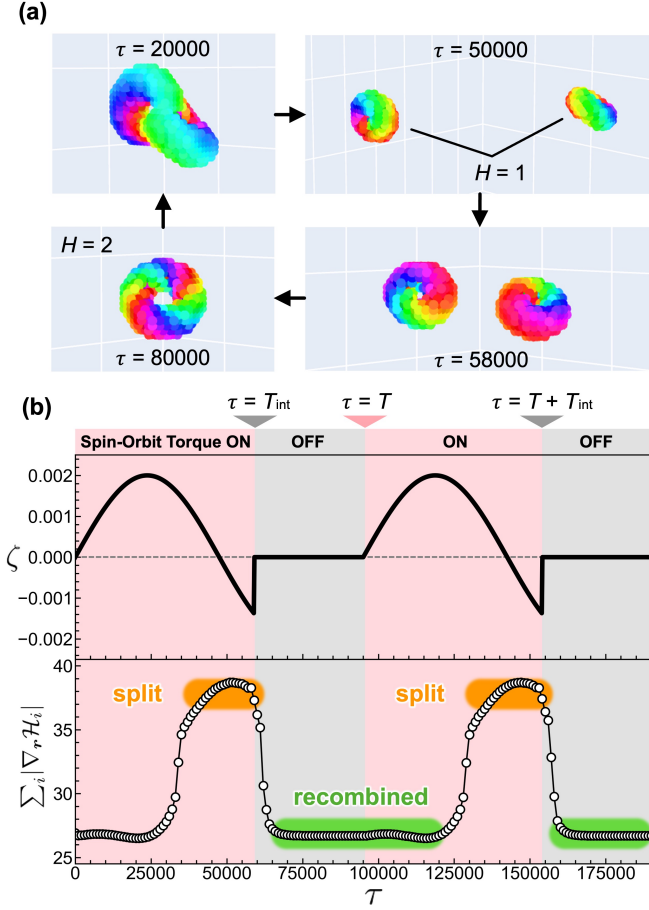 (a)
τ = 20000
τ = 50000
H = 1
H = 2
τ = 80000
τ = 58000
(b)
τ = T_int
τ = T
τ = T + T_int
Spin-Orbit Torque ON
OFF
ON
OFF
0.002
0.002
0.000
−0.001
−0.002
ζ
40
35
30
25
∑_i|∇_r ℋ_i|
split
split
recombined
0
25000
50000
75000
100000
125000
150000
175000
τ